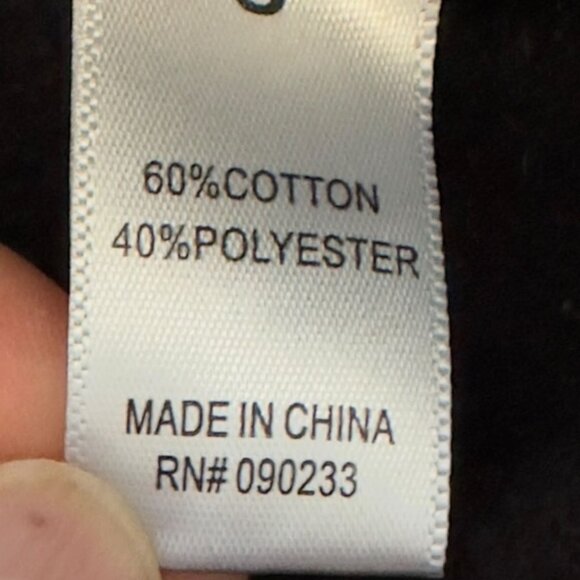 60%COTTON
40%POLYESTER
MADE IN CHINA
RN# 090233